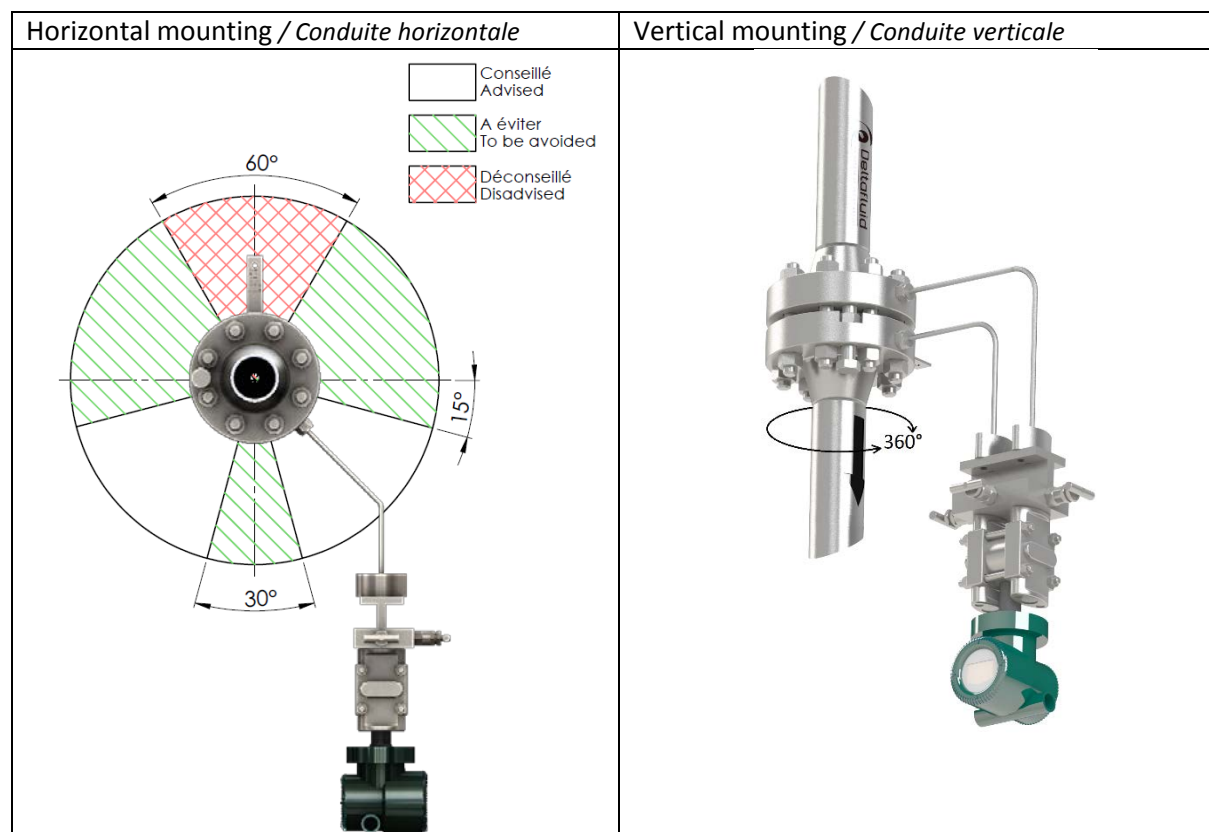 Horizontal mounting / Conduite horizontale
Vertical mounting / Conduite verticale
Conseillé
Advised
A éviter
To be avoided
Déconseillé
Disadvised
60°
15°
30°
Deltafluid
360°